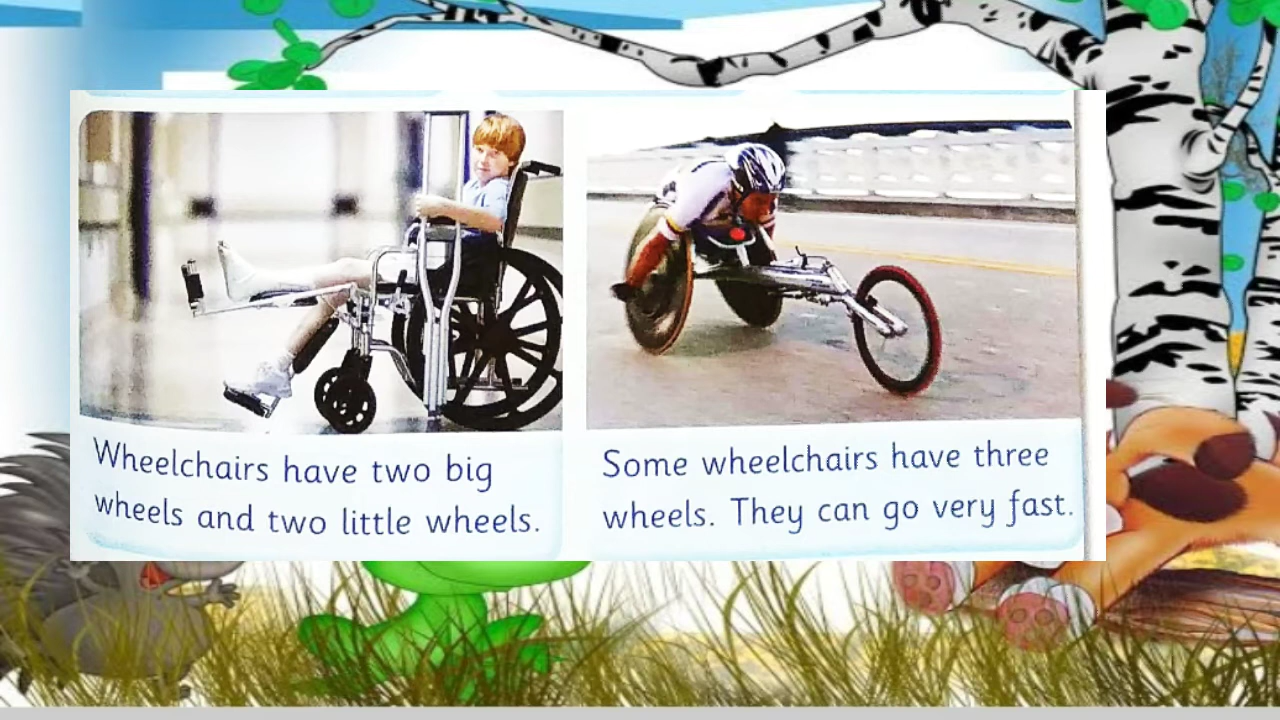 Wheelchairs have two big
wheels and two little wheels.
Some wheelchairs have three
wheels. They can go very fast.